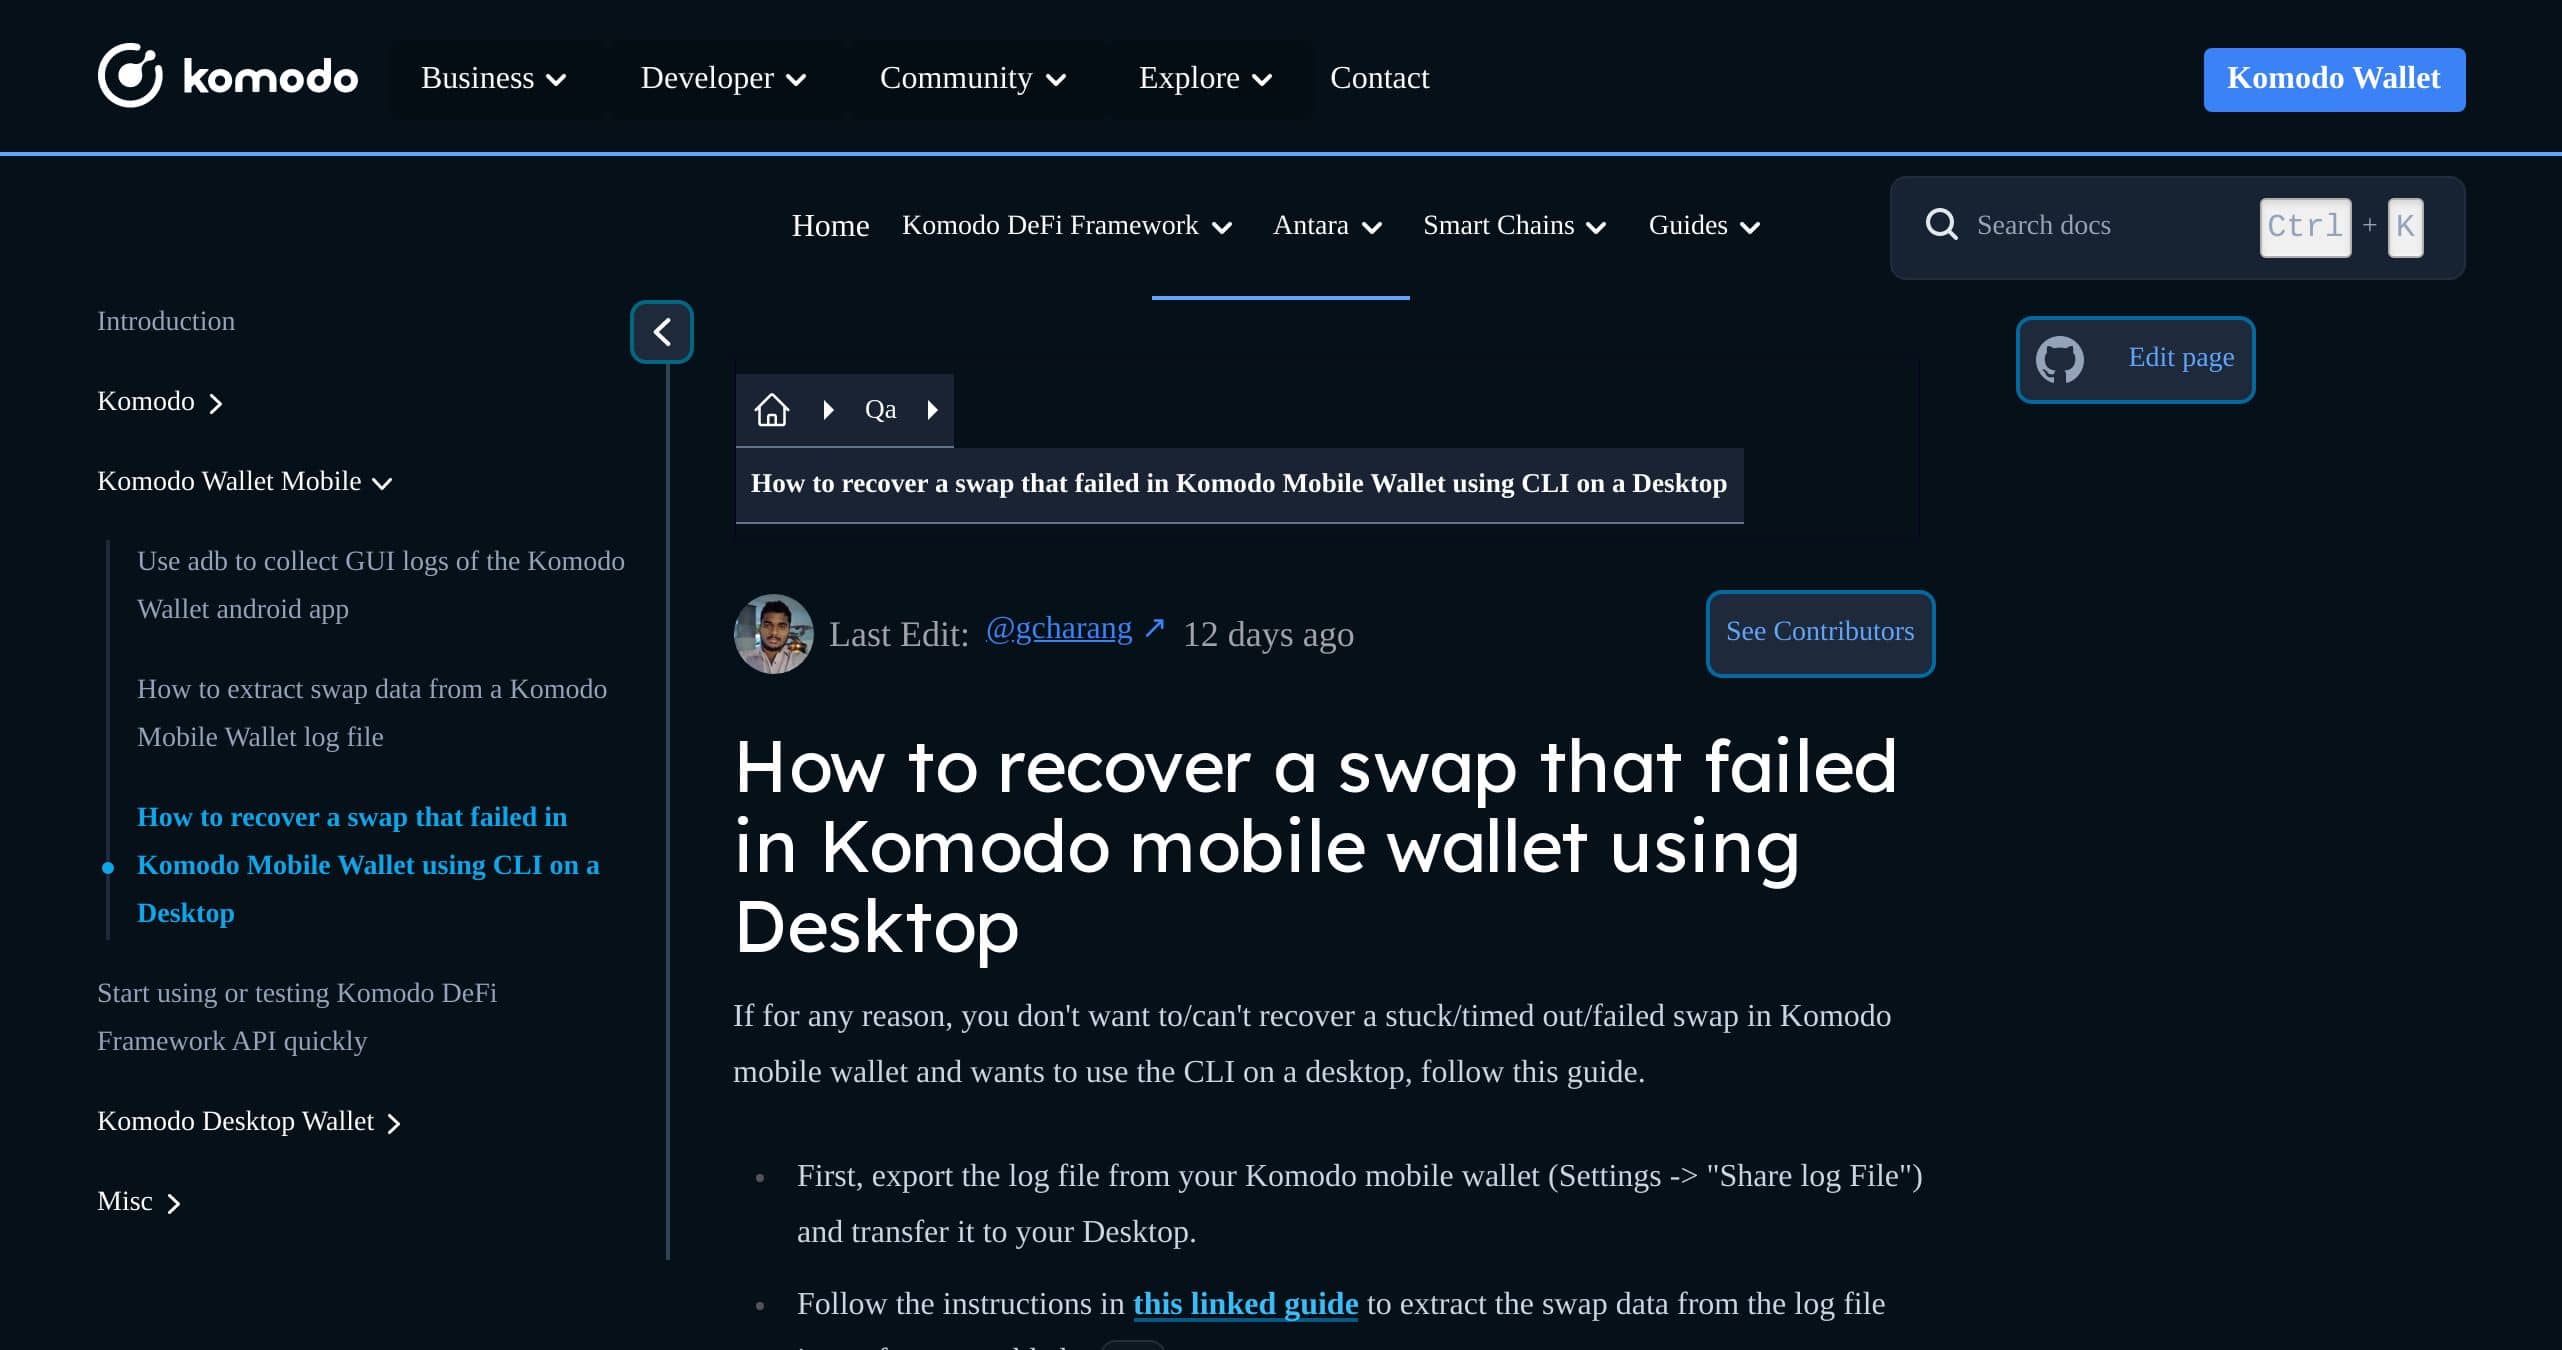 komodo
Business
Developer
Community
Explore
Contact
Komodo Wallet
Home
Komodo DeFi Framework
Antara
Smart Chains
Guides
Search docs
Ctrl + K
Introduction
Komodo
Komodo Wallet Mobile
Use adb to collect GUI logs of the Komodo
Wallet android app
How to extract swap data from a Komodo
Mobile Wallet log file
How to recover a swap that failed in
Komodo Mobile Wallet using CLI on a
Desktop
Start using or testing Komodo DeFi
Framework API quickly
Komodo Desktop Wallet
Misc
Edit page
Qa
How to recover a swap that failed in Komodo Mobile Wallet using CLI on a Desktop
Last Edit: @gcharang ↗ 12 days ago
See Contributors
How to recover a swap that failed
in Komodo mobile wallet using
Desktop
If for any reason, you don't want to/can't recover a stuck/timed out/failed swap in Komodo
mobile wallet and wants to use the CLI on a desktop, follow this guide.
First, export the log file from your Komodo mobile wallet (Settings -> "Share log File")
and transfer it to your Desktop.
Follow the instructions in this linked guide to extract the swap data from the log file